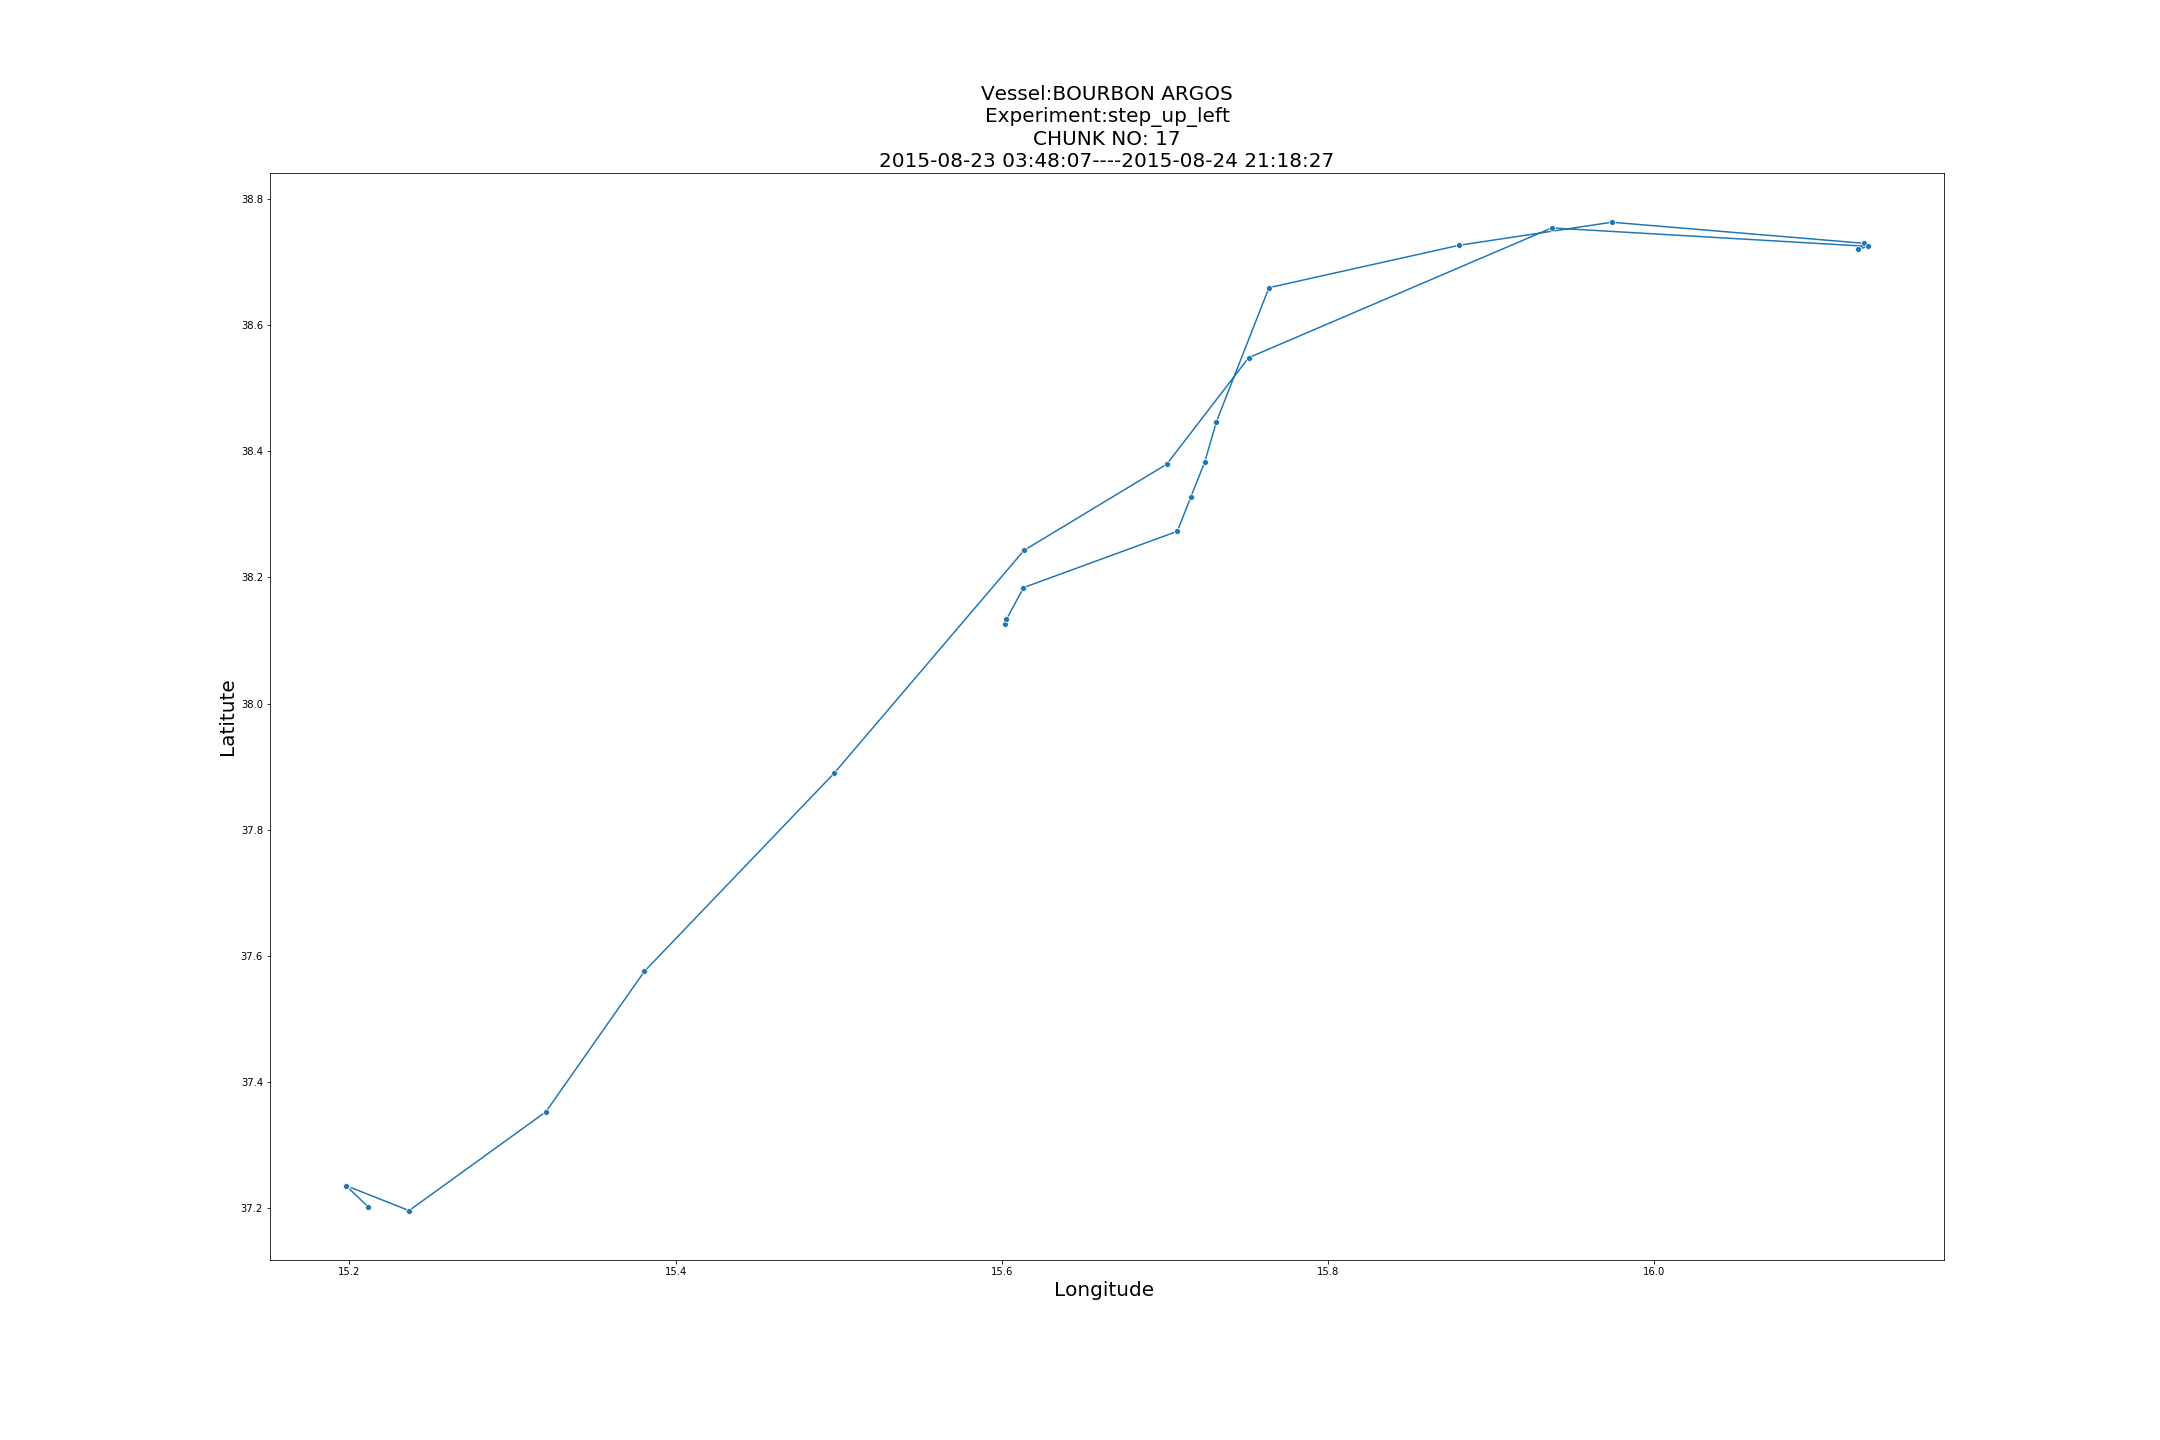 Vessel:BOURBON ARGOS
Experiment:step_up_left
CHUNK NO: 17
2015-08-23 03:48:07----2015-08-24 21:18:27
38.8
38.6
38.4
38.2
38.0
37.8
37.6
37.4
37.2
Latitute
15.2
15.4
15.6
15.8
16.0
Longitude